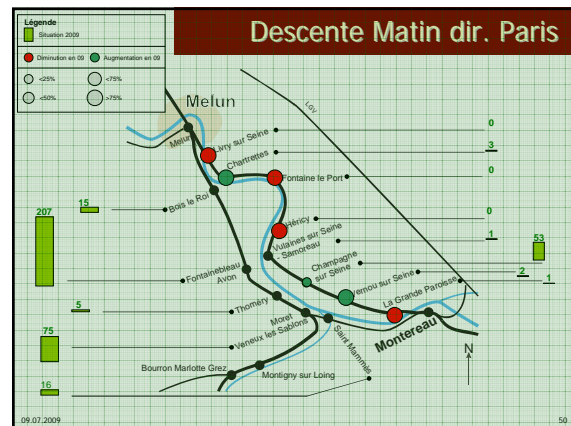 Descente Matin dir. Paris
Légende
Situation 2009
Diminution en 09
Augmentation en 09
<25%
<75%
<50%
>75%
Melun
LGV
Melun
Livry sur Seine
0
Chartrettes
3
Fontaine le Port
0
Bois le Roi
15
207
Héricy
0
Vulaines sur Seine
- Samoreau
1
53
Champagne
sur Seine
Fontainebleau
Avon
Vernou sur Seine
2
La Grande Paroisse
1
5
Thoméry
Moret
Veneux les Sablons
75
Saint Mammès
Montereau
N
Bourron Marlotte Grez
Montigny sur Loing
16
09.07.2009
50